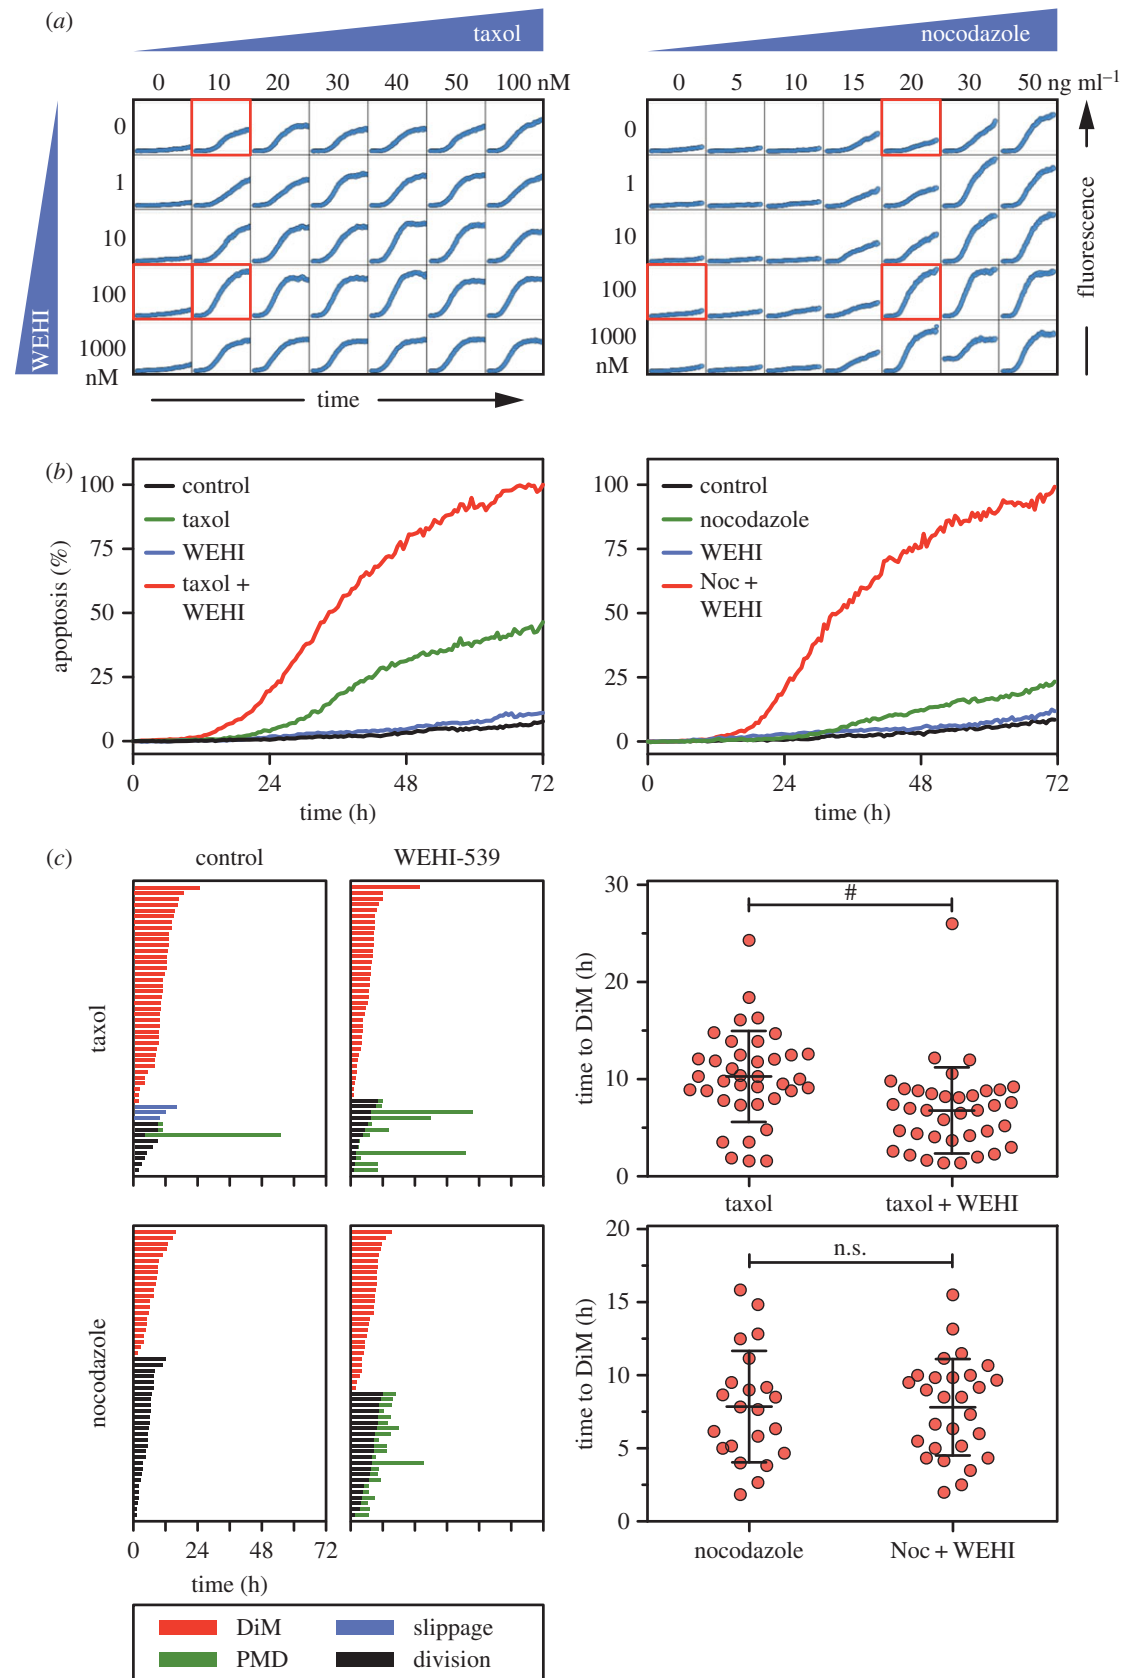 (a)
taxol
nocodazole
0 10 20 30 40 50 100 nM
0 5 10 15 20 30 50 ng ml⁻¹
WEHI
0
1
10
100
1000
nM
0
1
10
100
1000
nM
fluorescence
time
(b)
apoptosis (%)
100
75
50
25
0
control
taxol
WEHI
taxol +
WEHI
0 24 48 72
time (h)
100
75
50
25
0
control
nocodazole
WEHI
Noc +
WEHI
0 24 48 72
time (h)
(c)
control
WEHI-539
taxol
nocodazole
0 24 48 72
time (h)
time to DiM (h)
30
20
10
0
#
taxol
taxol + WEHI
time to DiM (h)
20
15
10
5
0
n.s.
nocodazole
Noc + WEHI
DiM
slippage
PMD
division